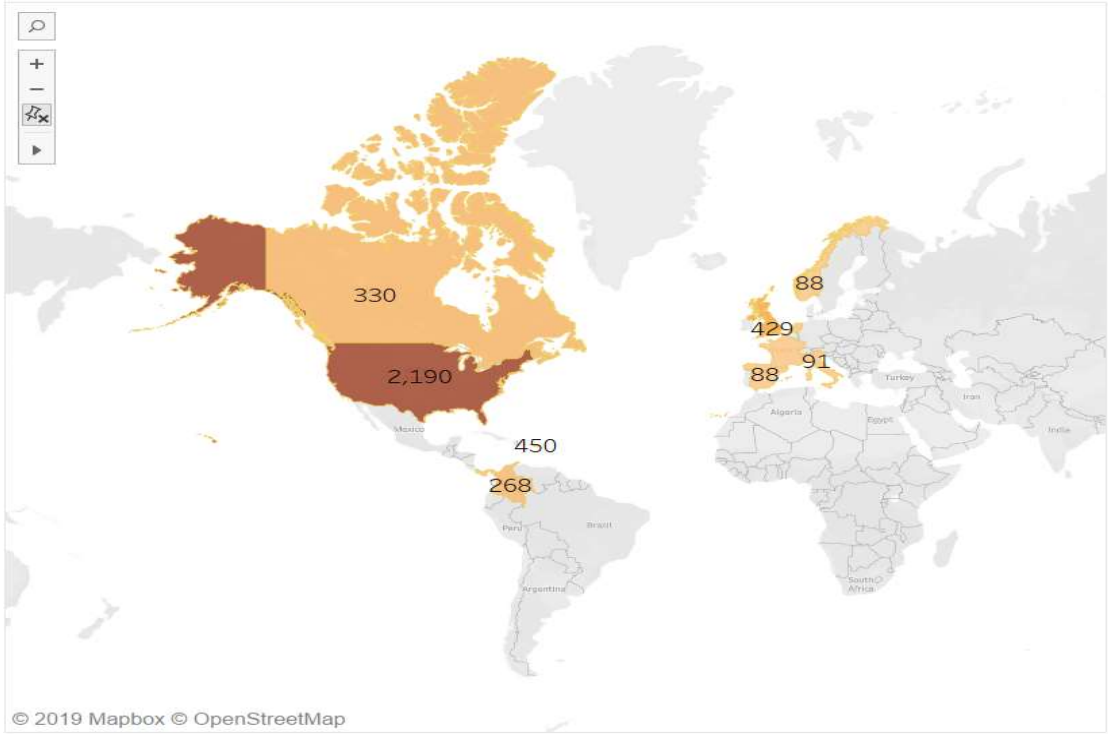 88
330
429
91
2,190
88
Turkey
Iran
Algeria
Egypt
India
Mexico
450
268
Peru
Brazil
South
Africa
Argentina
© 2019 Mapbox © OpenStreetMap